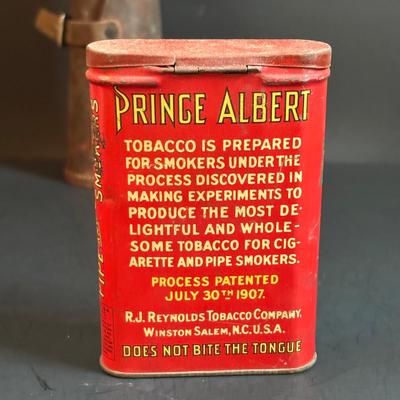 PRINCE ALBERT
TOBACCO IS PREPARED
FOR SMOKERS UNDER THE
PROCESS DISCOVERED IN
MAKING EXPERIMENTS TO
PRODUCE THE MOST DE-
LIGHTFUL AND WHOLE-
SOME TOBACCO FOR CIG-
ARETTE AND PIPE SMOKERS.
PROCESS PATENTED
JULY 30TH 1907.
R.J. REYNOLDS TOBACCO COMPANY,
WINSTON SALEM, N.C. U.S.A.
DOES NOT BITE THE TONGUE
PIPE SMOKERS